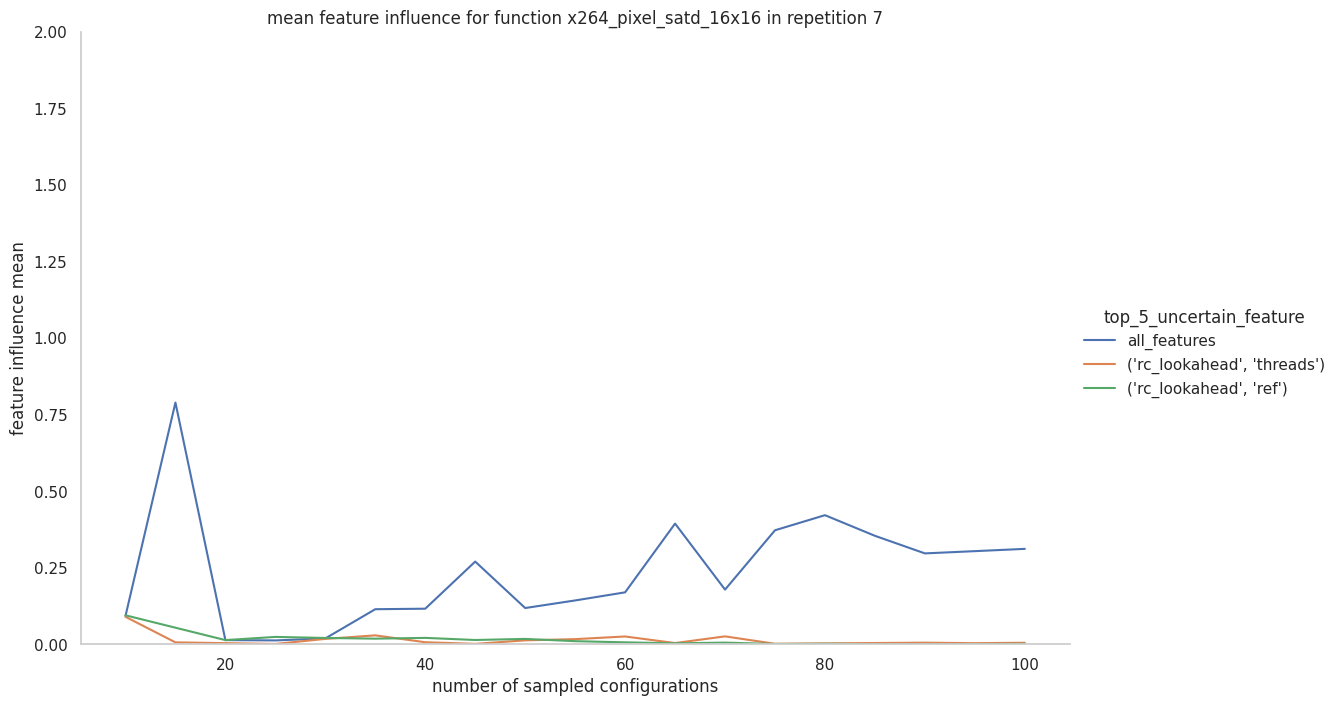 mean feature influence for function x264_pixel_satd_16x16 in repetition 7
2.00
1.75
1.50
1.25
1.00
0.75
0.50
0.25
0.00
feature influence mean
20 40 60 80 100
number of sampled configurations
top_5_uncertain_feature
all_features
('rc_lookahead', 'threads')
('rc_lookahead', 'ref')